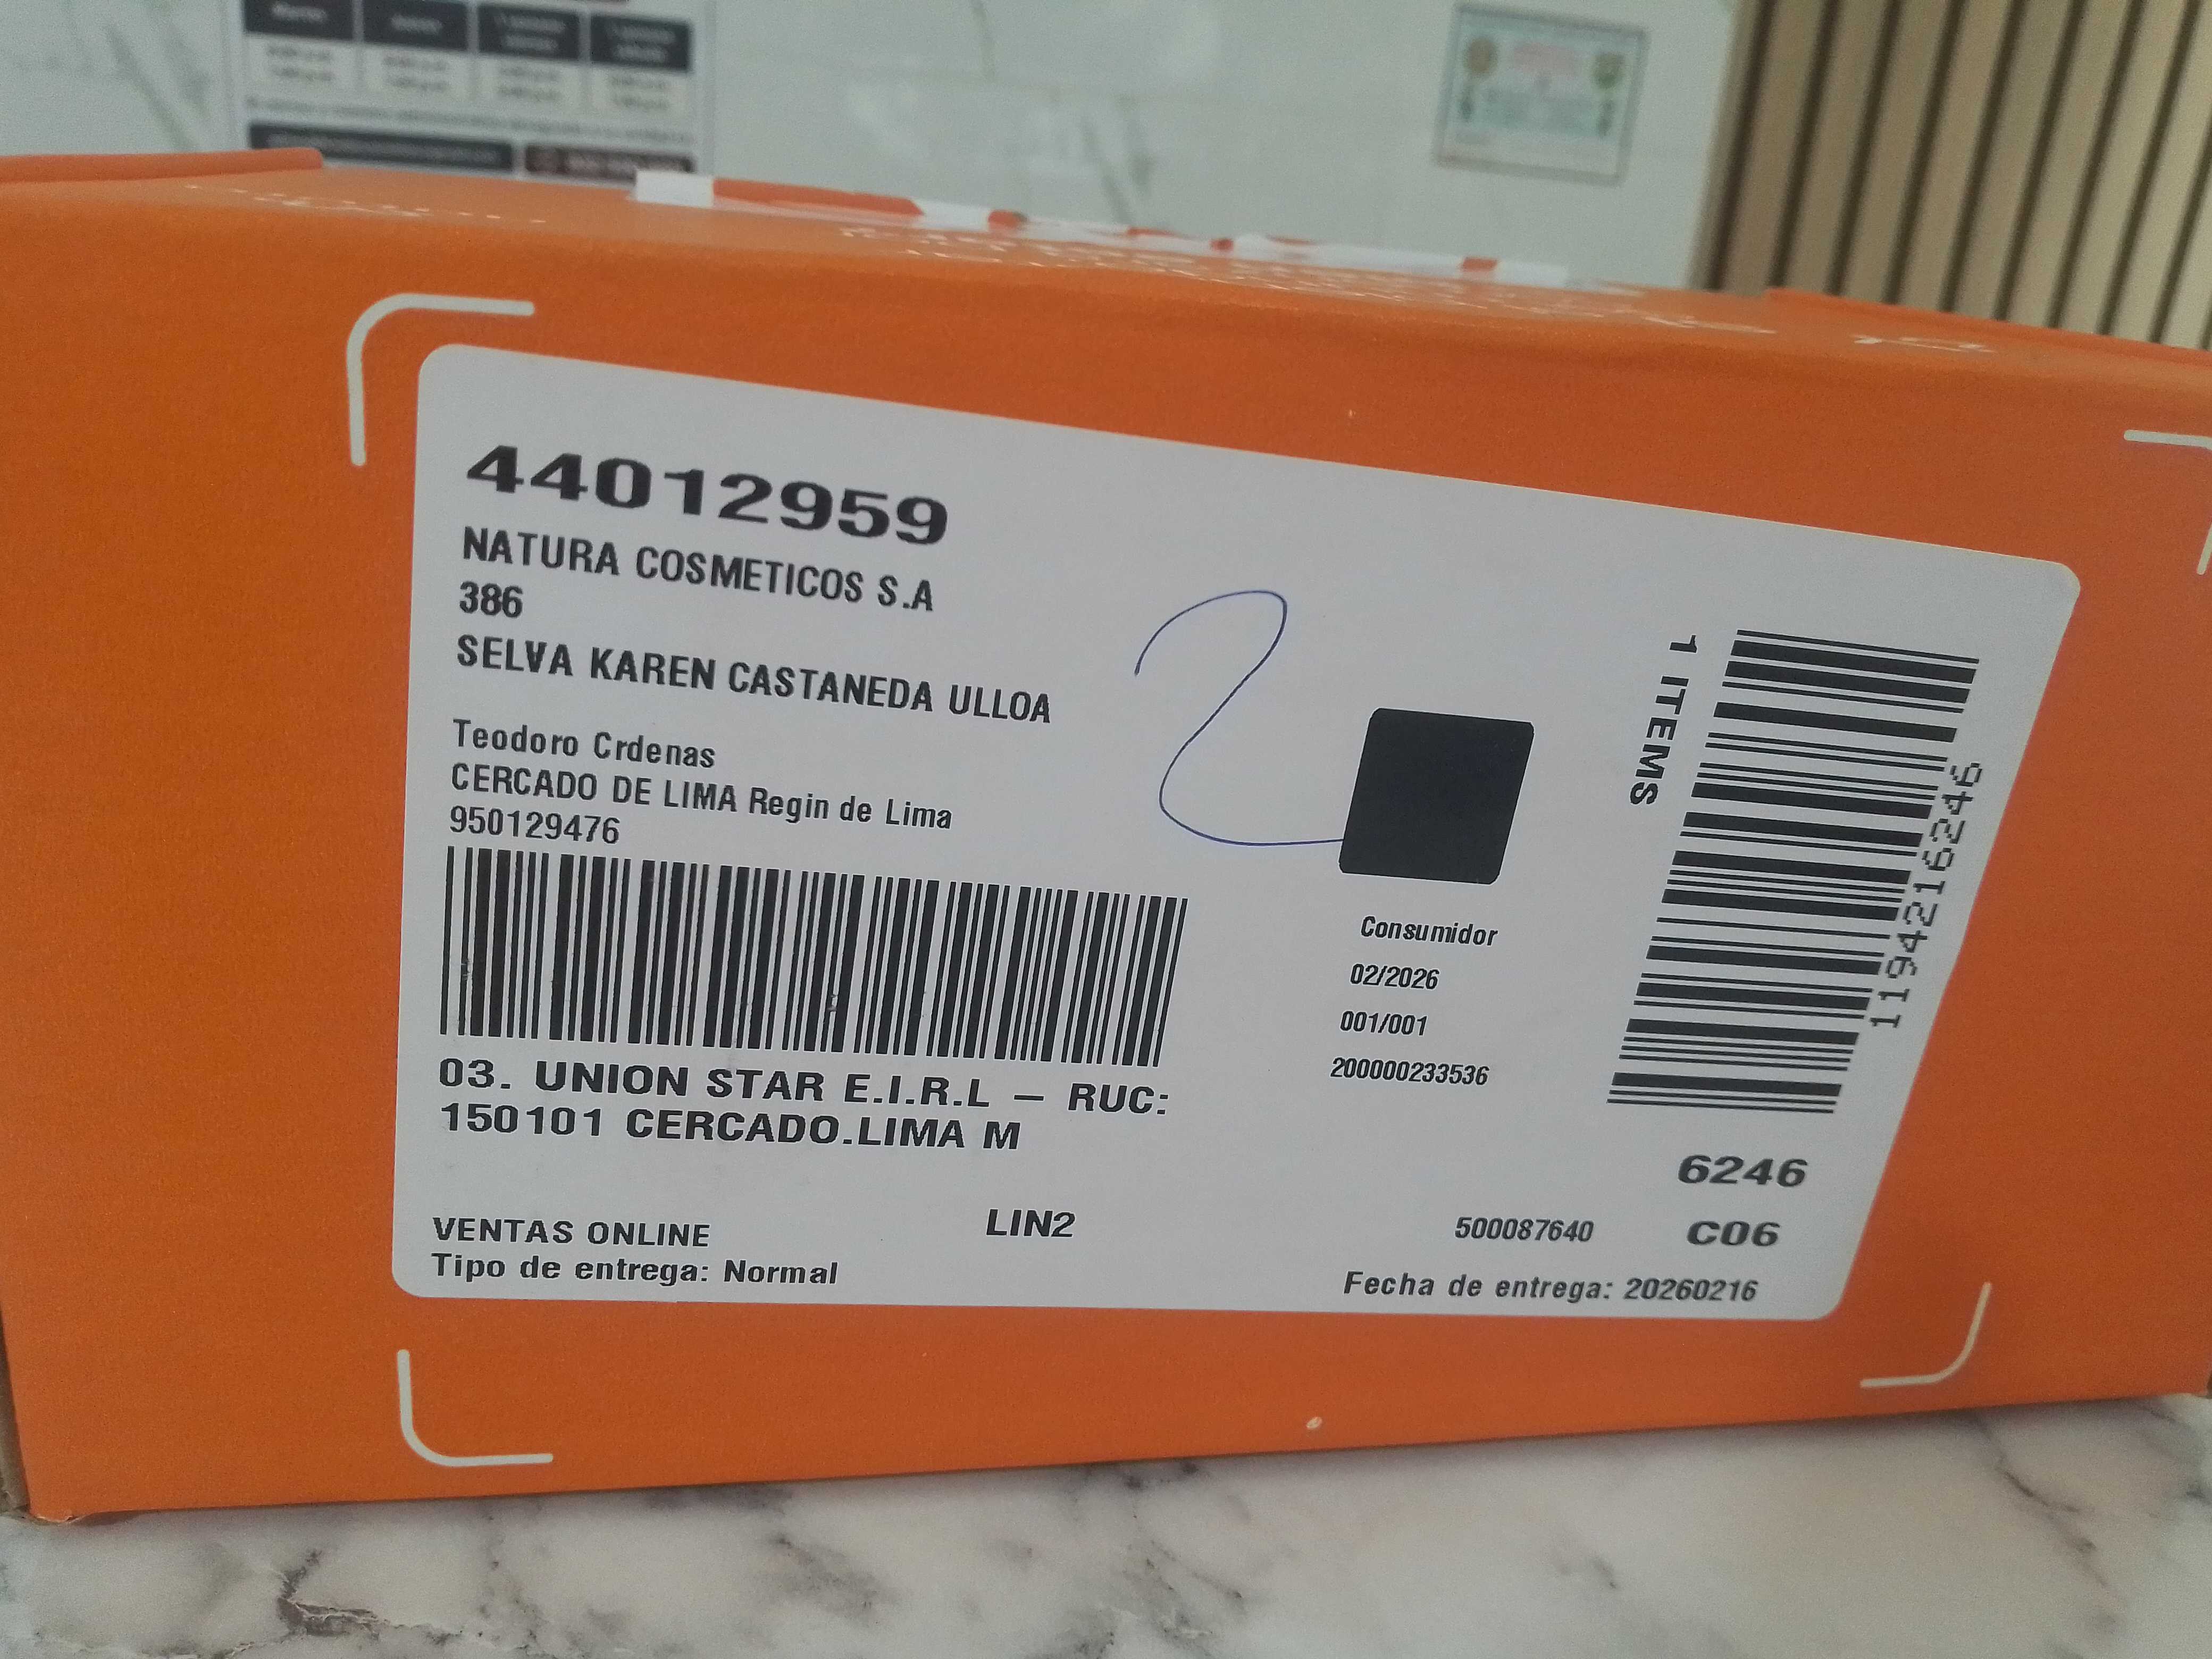 44012959
NATURA COSMETICOS S.A
386
SELVA KAREN CASTANEDA ULLOA
Teodoro Crdenas
CERCADO DE LIMA Regin de Lima
950129476
03. UNION STAR E.I.R.L – RUC:
150101 CERCADO.LIMA M
VENTAS ONLINE
Tipo de entrega: Normal
LIN2
2
Consumidor
02/2026
001/001
200000233536
1 ITEMS
1194216246
6246
500087640
C06
Fecha de entrega: 20260216